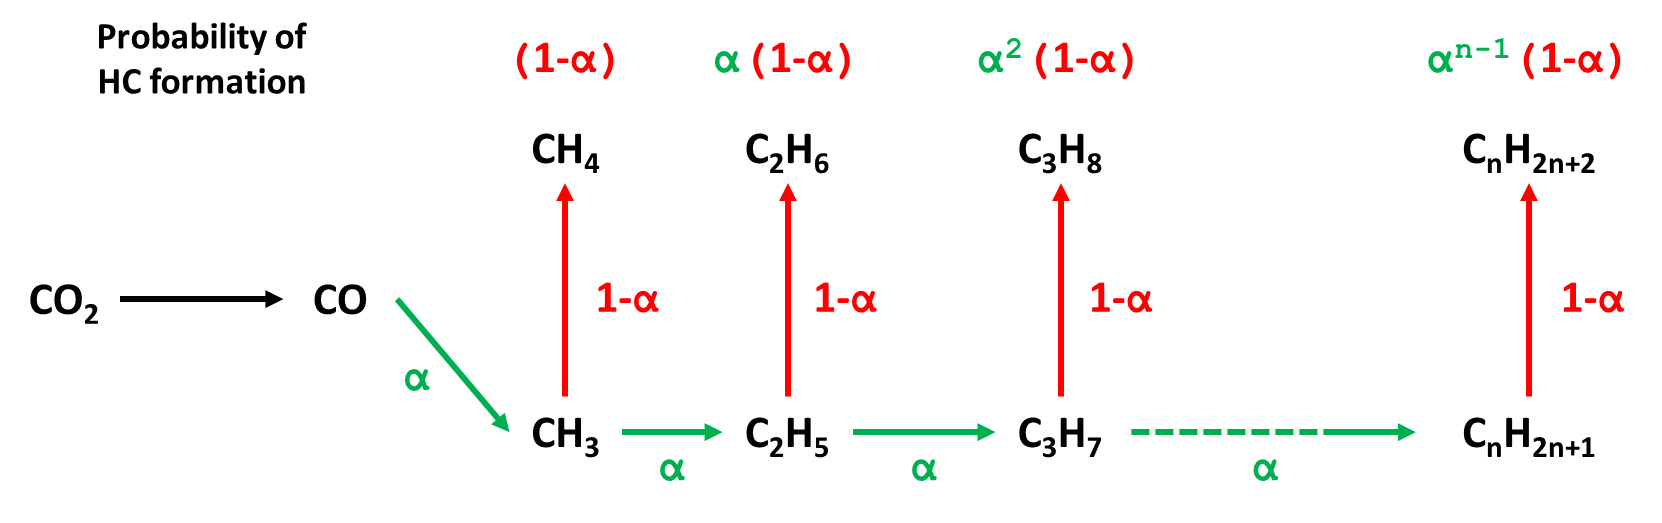 Probability of
HC formation
(1-α) α (1-α) α² (1-α) αⁿ⁻¹ (1-α)
CH₄ C₂H₆ C₃H₈ CₙH₂ₙ₊₂
CO₂ CO 1-α 1-α 1-α 1-α
α
CH₃ C₂H₅ C₃H₇ CₙH₂ₙ₊₁
α α α